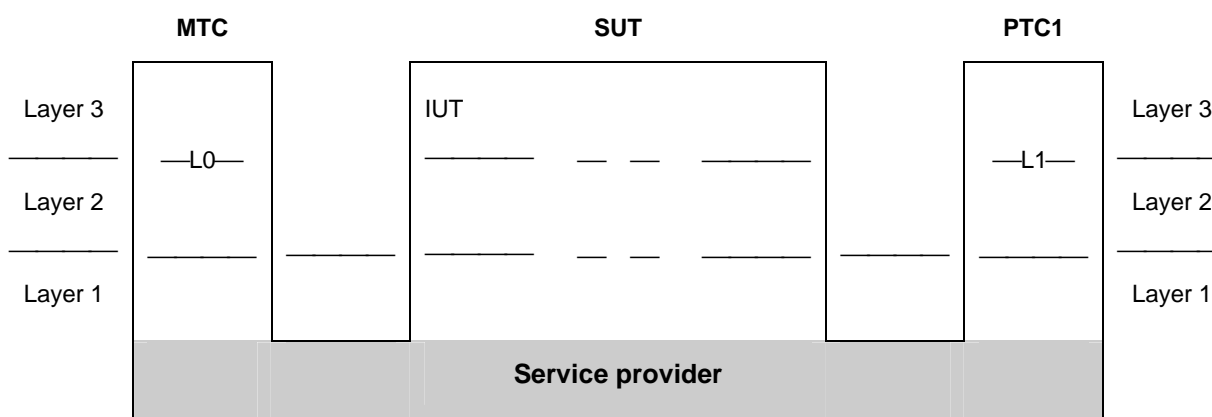 MTC SUT PTC1
Layer 3 IUT Layer 3
L0 L1
Layer 2 Layer 2
Layer 1 Layer 1
Service provider